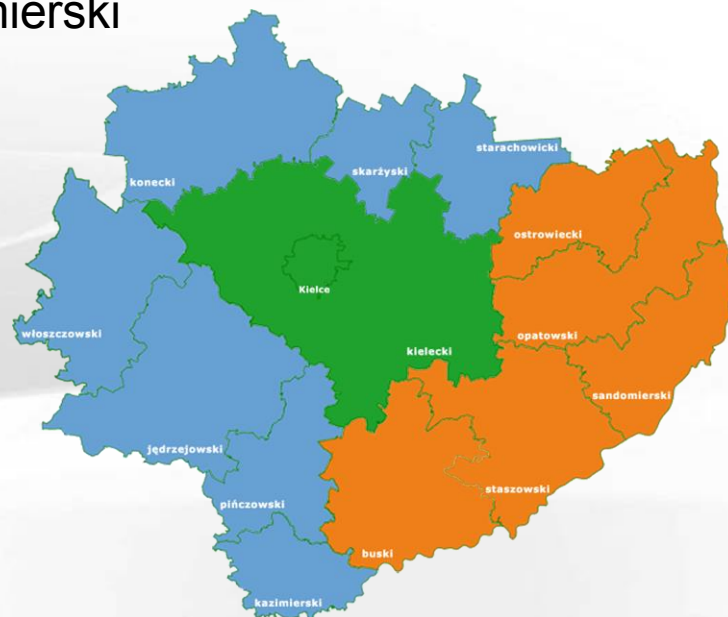 mierski
starachowicki
skarżyski
konecki
ostrowiecki
Kielce
włoszczowski
opatowski
kielecki
sandomierski
jędrzejowski
staszowski
pińczowski
buski
kazimierski